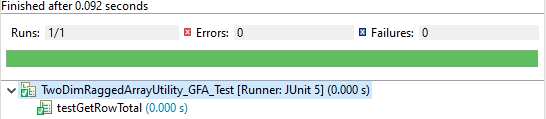 Finished after 0.092 seconds
Runs: 1/1 Errors: 0 Failures: 0
TwoDimRaggedArrayUtility_GFA_Test [Runner: JUnit 5] (0.000 s)
testGetRowTotal (0.000 s)